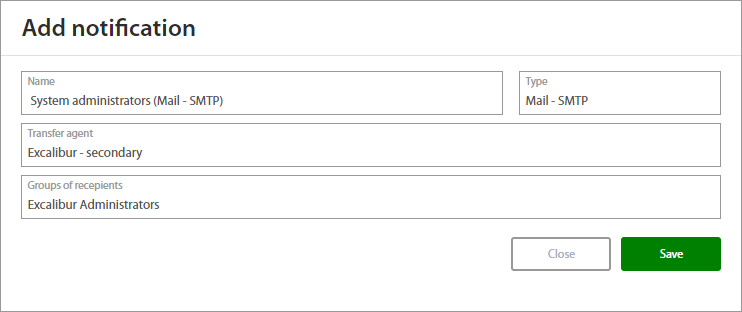 Add notification
Name
System administrators (Mail - SMTP)
Type
Mail - SMTP
Transfer agent
Excalibur - secondary
Groups of recepients
Excalibur Administrators
Close
Save